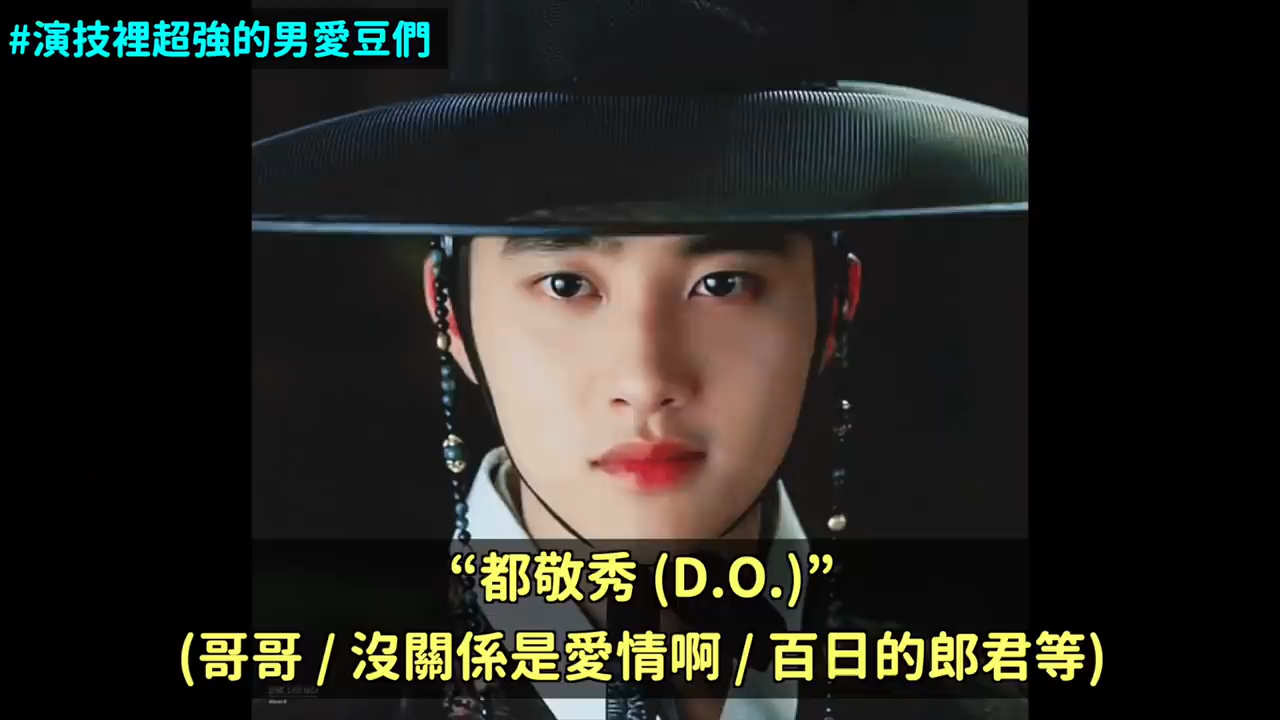 #演技裡超強的男愛豆們
“都敬秀 (D.O.)”
(哥哥 / 沒關係是愛情啊 / 百日的郎君等)